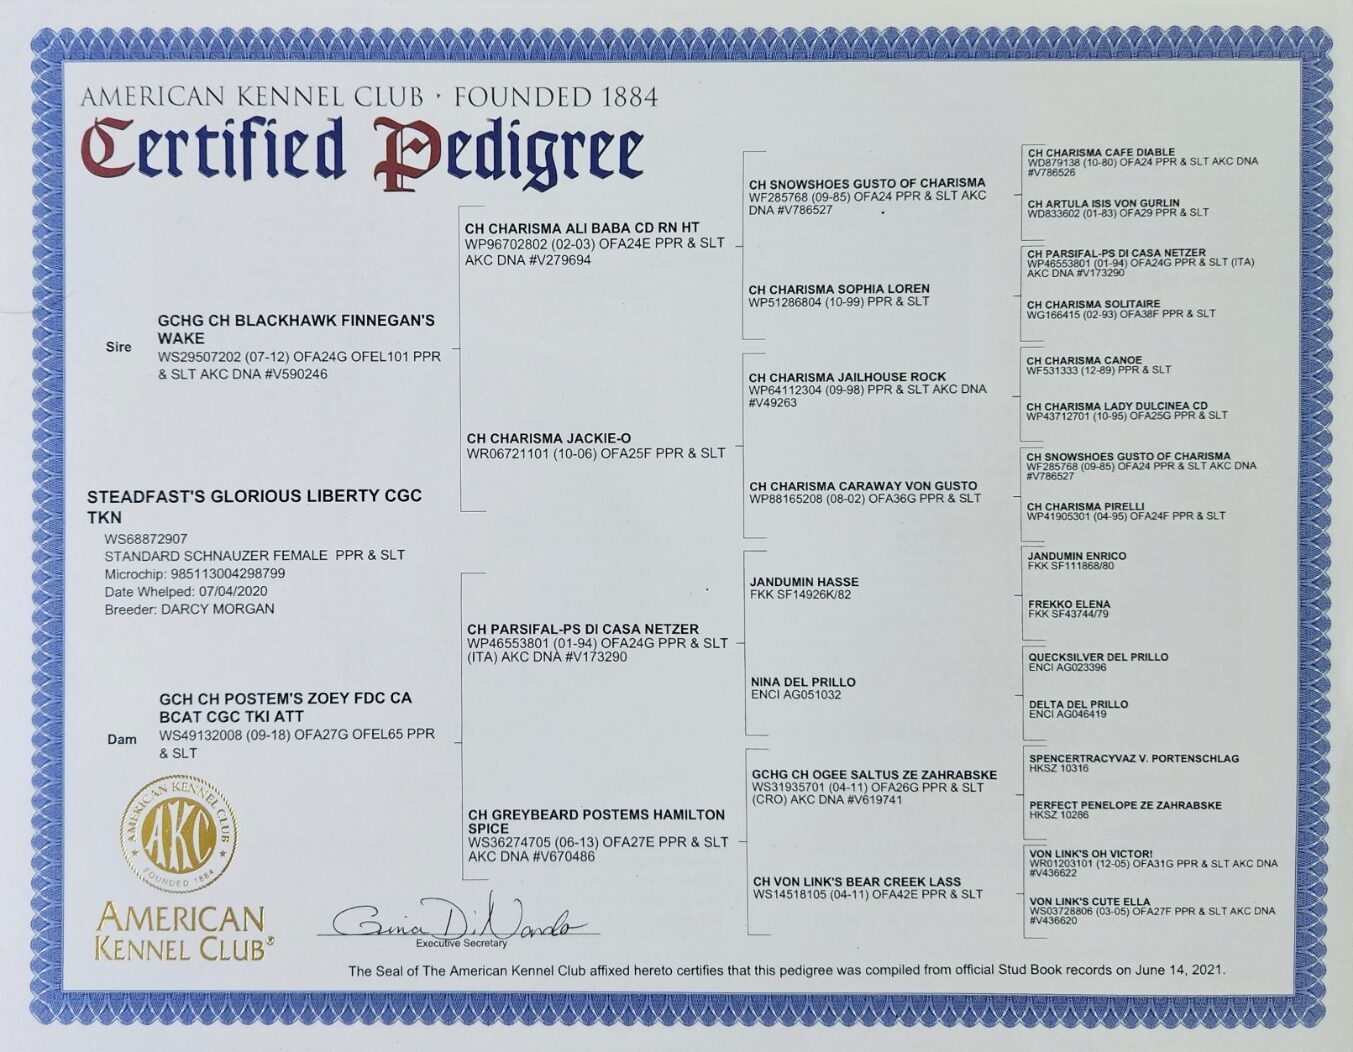 AMERICAN KENNEL CLUB · FOUNDED 1884
Certified Pedigree
Sire
GCHG CH BLACKHAWK FINNEGAN'S
WAKE
WS29507202 (07-12) OFA24G OFEL101 PPR
& SLT AKC DNA #V590246
STEADFAST'S GLORIOUS LIBERTY CGC
TKN
WS68872907
STANDARD SCHNAUZER FEMALE PPR & SLT
Microchip: 985113004298799
Date Whelped: 07/04/2020
Breeder: DARCY MORGAN
Dam
GCH CH POSTEM'S ZOEY FDC CA
BCAT CGC TKI ATT
WS49132008 (09-18) OFA27G OFEL65 PPR
& SLT
CH CHARISMA ALI BABA CD RN HT
WP96702802 (02-03) OFA24E PPR & SLT
AKC DNA #V279694
CH CHARISMA JACKIE-O
WR06721101 (10-06) OFA25F PPR & SLT
CH PARSIFAL-PS DI CASA NETZER
WP46553801 (01-94) OFA24G PPR & SLT
(ITA) AKC DNA #V173290
CH GREYBEARD POSTEMS HAMILTON
SPICE
WS36274705 (06-13) OFA27E PPR & SLT
AKC DNA #V670486
CH SNOWSHOES GUSTO OF CHARISMA
WF285768 (09-85) OFA24 PPR & SLT AKC
DNA #V786527
CH CHARISMA SOPHIA LOREN
WP51286804 (10-99) PPR & SLT
CH CHARISMA JAILHOUSE ROCK
WP64112304 (09-98) PPR & SLT AKC DNA
#V49263
CH CHARISMA CARAWAY VON GUSTO
WP88165208 (08-02) OFA36G PPR & SLT
JANDUMIN HASSE
FKK SF14926K/82
NINA DEL PRILLO
ENCI AG051032
GCHG CH OGEE SALTUS ZE ZAHRABSKE
WS31935701 (04-11) OFA26G PPR & SLT
(CRO) AKC DNA #V619741
CH VON LINK'S BEAR CREEK LASS
WS14518105 (04-11) OFA42E PPR & SLT
CH CHARISMA CAFE DIABLE
WD879138 (10-80) OFA24 PPR & SLT AKC DNA
#V786526
CH ARTULA ISIS VON GURLIN
WD833602 (01-83) OFA29 PPR & SLT
CH PARSIFAL-PS DI CASA NETZER
WP46553801 (01-94) OFA24G PPR & SLT (ITA)
AKC DNA #V173290
CH CHARISMA SOLITAIRE
WG166415 (02-93) OFA38F PPR & SLT
CH CHARISMA CANOE
WF531333 (12-89) PPR & SLT
CH CHARISMA LADY DULCINEA CD
WP43712701 (10-95) OFA25G PPR & SLT
CH SNOWSHOES GUSTO OF CHARISMA
WF285768 (09-85) OFA24 PPR & SLT AKC DNA
#V786527
CH CHARISMA PIRELLI
WP41905301 (04-95) OFA24F PPR & SLT
JANDUMIN ENRICO
FKK SF111868/80
FREKKO ELENA
FKK SF43744/79
QUECKSILVER DEL PRILLO
ENCI AG023396
DELTA DEL PRILLO
ENCI AG046419
SPENCERTRACYVAZ V. PORTENSCHLAG
HKSZ 10316
PERFECT PENELOPE ZE ZAHRABSKE
HKSZ 10286
VON LINK'S OH VICTOR!
WR01203101 (12-05) OFA31G PPR & SLT AKC DNA
#V436622
VON LINK'S CUTE ELLA
WS03728806 (03-05) OFA27F PPR & SLT AKC DNA
#V436620
AMERICAN KENNEL CLUB
AKC
FOUNDED 1884
AMERICAN
KENNEL CLUB®
Gina DiNardo
Executive Secretary
The Seal of The American Kennel Club affixed hereto certifies that this pedigree was compiled from official Stud Book records on June 14, 2021.